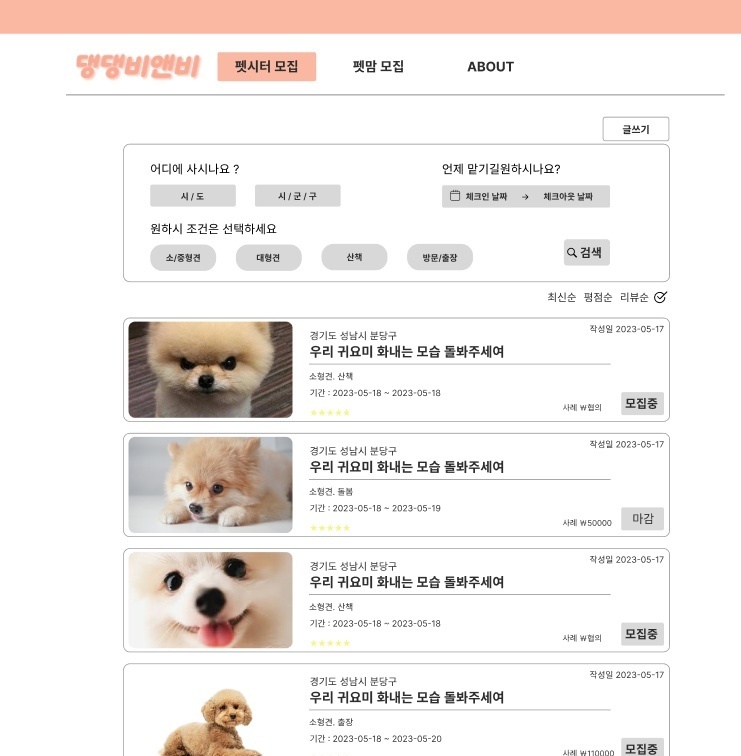 댕댕비앤비 펫시터 모집 펫맘 모집 ABOUT
글쓰기
어디에 사시나요 ? 언제 맡기길원하시나요?
시 / 도 시 / 군 / 구 체크인 날짜 → 체크아웃 날짜
원하시 조건은 선택하세요
소/중형견 대형견 산책 방문/출장 검색
최신순 평점순 리뷰순
작성일 2023-05-17
경기도 성남시 분당구
우리 귀요미 화내는 모습 돌봐주세여
소형견. 산책
기간 : 2023-05-18 ~ 2023-05-18
사례 ₩협의 모집중
★★★★★
작성일 2023-05-17
경기도 성남시 분당구
우리 귀요미 화내는 모습 돌봐주세여
소형견. 돌봄
기간 : 2023-05-18 ~ 2023-05-19
사례 ₩50000 마감
★★★★★
작성일 2023-05-17
경기도 성남시 분당구
우리 귀요미 화내는 모습 돌봐주세여
소형견. 산책
기간 : 2023-05-18 ~ 2023-05-18
사례 ₩협의 모집중
★★★★★
작성일 2023-05-17
경기도 성남시 분당구
우리 귀요미 화내는 모습 돌봐주세여
소형견. 출장
기간 : 2023-05-18 ~ 2023-05-20
사례 ₩110000 모집중